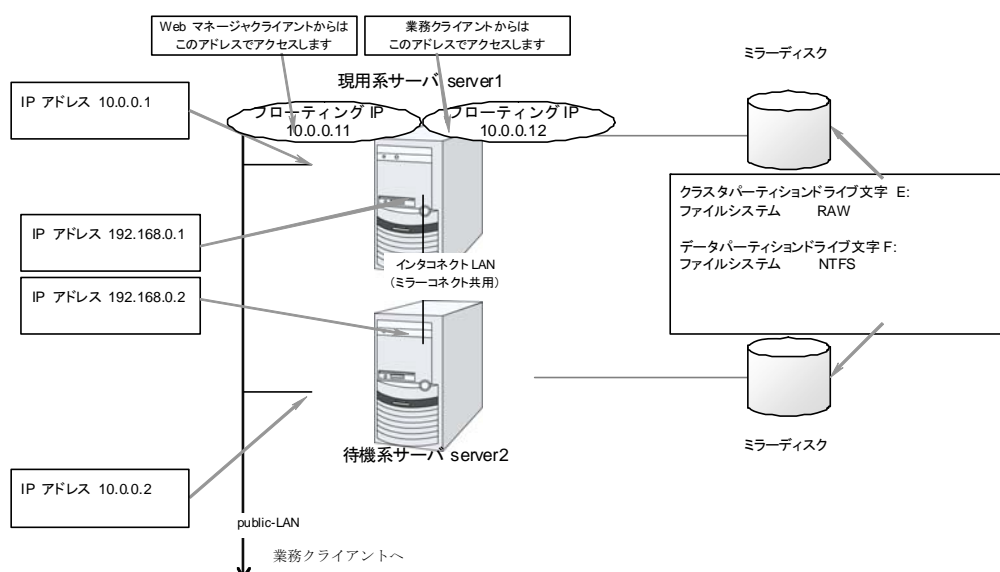 Web マネージャクライアントからは
このアドレスでアクセスします
業務クライアントからは
このアドレスでアクセスします
ミラーディスク
現用系サーバ server1
IP アドレス 10.0.0.1
フローティング IP
10.0.0.11
フローティング IP
10.0.0.12
クラスタパーティションドライブ文字 E:
ファイルシステム RAW
データパーティションドライブ文字 F:
ファイルシステム NTFS
IP アドレス 192.168.0.1
インタコネクト LAN
(ミラーコネクト共用)
IP アドレス 192.168.0.2
ミラーディスク
待機系サーバ server2
IP アドレス 10.0.0.2
public-LAN
業務クライアントへ